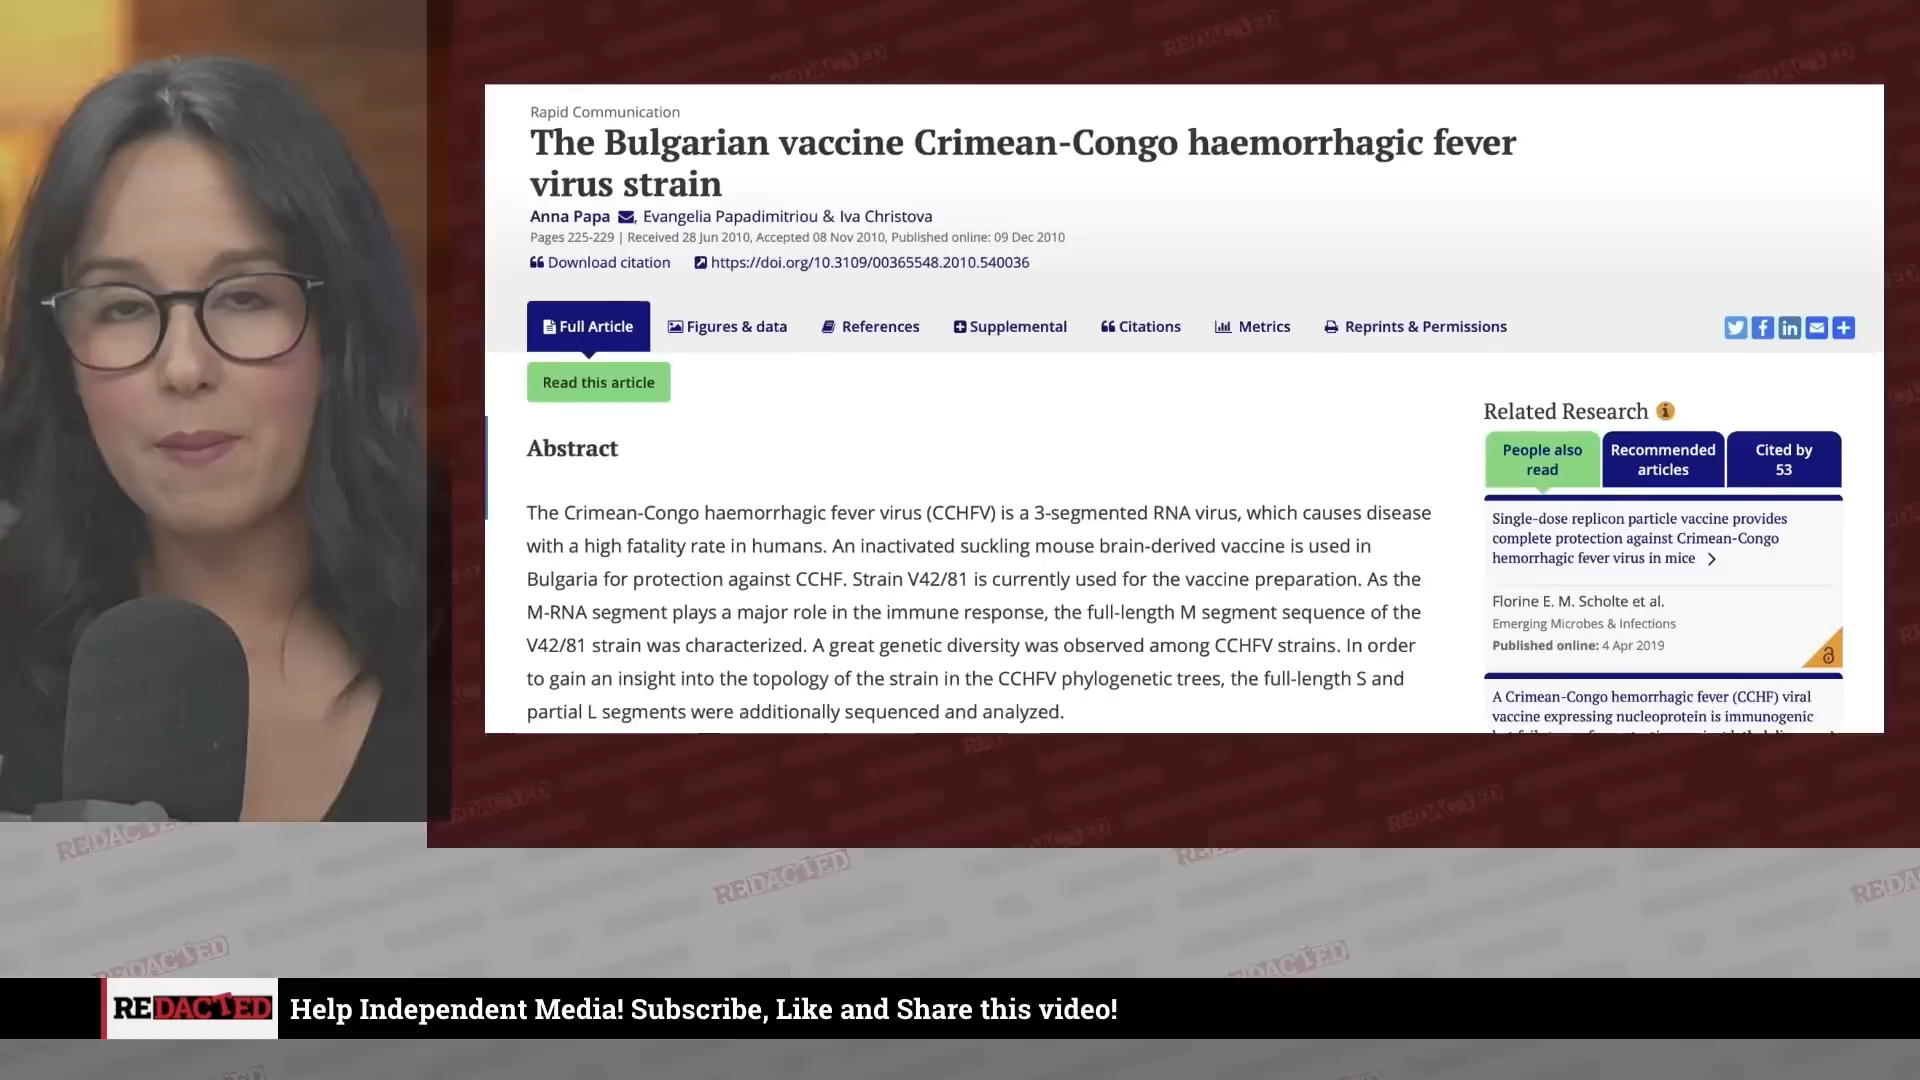 Rapid Communication
The Bulgarian vaccine Crimean-Congo haemorrhagic fever
virus strain
Anna Papa , Evangelia Papadimitriou & Iva Christova
Pages 225-229 | Received 28 Jun 2010, Accepted 08 Nov 2010, Published online: 09 Dec 2010
Download citation https://doi.org/10.3109/00365548.2010.540036
Full Article Figures & data References Supplemental Citations Metrics Reprints & Permissions
Read this article
Abstract
The Crimean-Congo haemorrhagic fever virus (CCHFV) is a 3-segmented RNA virus, which causes disease
with a high fatality rate in humans. An inactivated suckling mouse brain-derived vaccine is used in
Bulgaria for protection against CCHF. Strain V42/81 is currently used for the vaccine preparation. As the
M-RNA segment plays a major role in the immune response, the full-length M segment sequence of the
V42/81 strain was characterized. A great genetic diversity was observed among CCHFV strains. In order
to gain an insight into the topology of the strain in the CCHFV phylogenetic trees, the full-length S and
partial L segments were additionally sequenced and analyzed.
Related Research
People also
read
Recommended
articles
Cited by
53
Single-dose replicon particle vaccine provides
complete protection against Crimean-Congo
hemorrhagic fever virus in mice
Florine E. M. Scholte et al.
Emerging Microbes & Infections
Published online: 4 Apr 2019
A Crimean-Congo hemorrhagic fever (CCHF) viral
vaccine expressing nucleoprotein is immunogenic
REDACTED
REDACTED
REDACTED
REDACTED
REDACTED
REDACTED Help Independent Media! Subscribe, Like and Share this video!